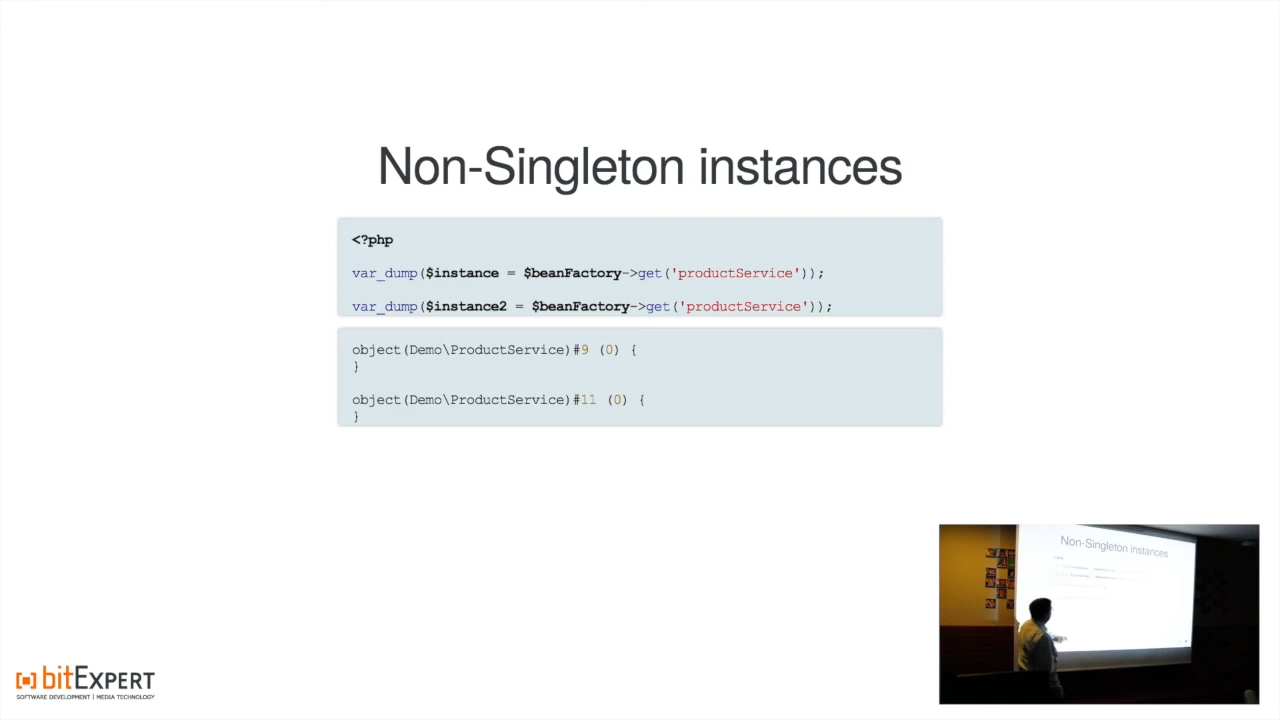 Non-Singleton instances
<?php
var_dump($instance = $beanFactory->get('productService'));
var_dump($instance2 = $beanFactory->get('productService'));
object(Demo\ProductService)#9 (0) {
}
object(Demo\ProductService)#11 (0) {
}
Non-Singleton instances
bitExpert
SOFTWARE DEVELOPMENT | MEDIA TECHNOLOGY